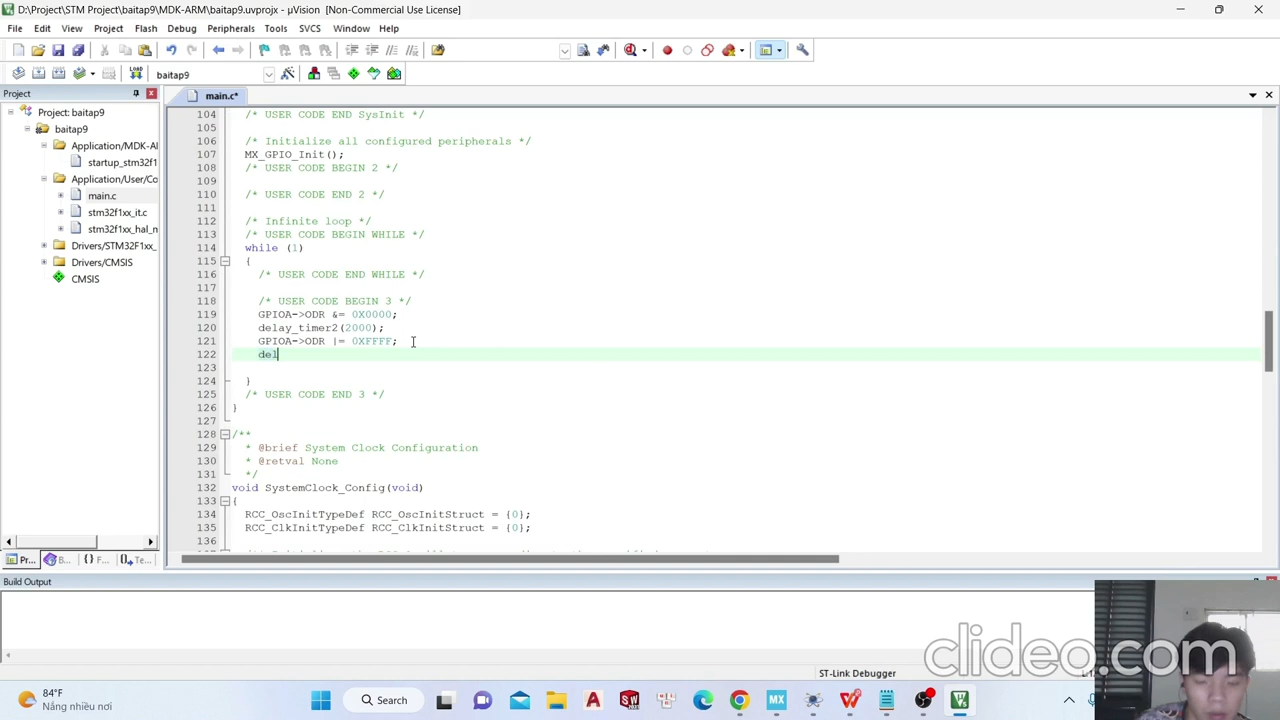 D:\Project\STM Project\baitap9\MDK-ARM\baitap9.uvprojx - µVision [Non-Commercial Use License]
File Edit View Project Flash Debug Peripherals Tools SVCS Window Help
LOAD baitap9
Project
main.c*
Project: baitap9
baitap9
Application/MDK-AI
startup_stm32f1
Application/User/Co
main.c
stm32f1xx_it.c
stm32f1xx_hal_m
Drivers/STM32F1xx_
Drivers/CMSIS
CMSIS
104 /* USER CODE END SysInit */
105
106 /* Initialize all configured peripherals */
107 MX_GPIO_Init();
108 /* USER CODE BEGIN 2 */
109
110 /* USER CODE END 2 */
111
112 /* Infinite loop */
113 /* USER CODE BEGIN WHILE */
114 while (1)
115 {
116 /* USER CODE END WHILE */
117
118 /* USER CODE BEGIN 3 */
119 GPIOA->ODR &= 0X0000;
120 delay_timer2(2000);
121 GPIOA->ODR |= 0XFFFF;
122 del
123
124 }
125 /* USER CODE END 3 */
126 }
127
128 /**
129 * @brief System Clock Configuration
130 * @retval None
131 */
132 void SystemClock_Config(void)
133 {
134 RCC_OscInitTypeDef RCC_OscInitStruct = {0};
135 RCC_ClkInitTypeDef RCC_ClkInitStruct = {0};
136
Pr... B... F... Te...
Build Output
clideo.com
ST-Link Debugger
84°F
Nắng nhiều nơi
Sear
MX